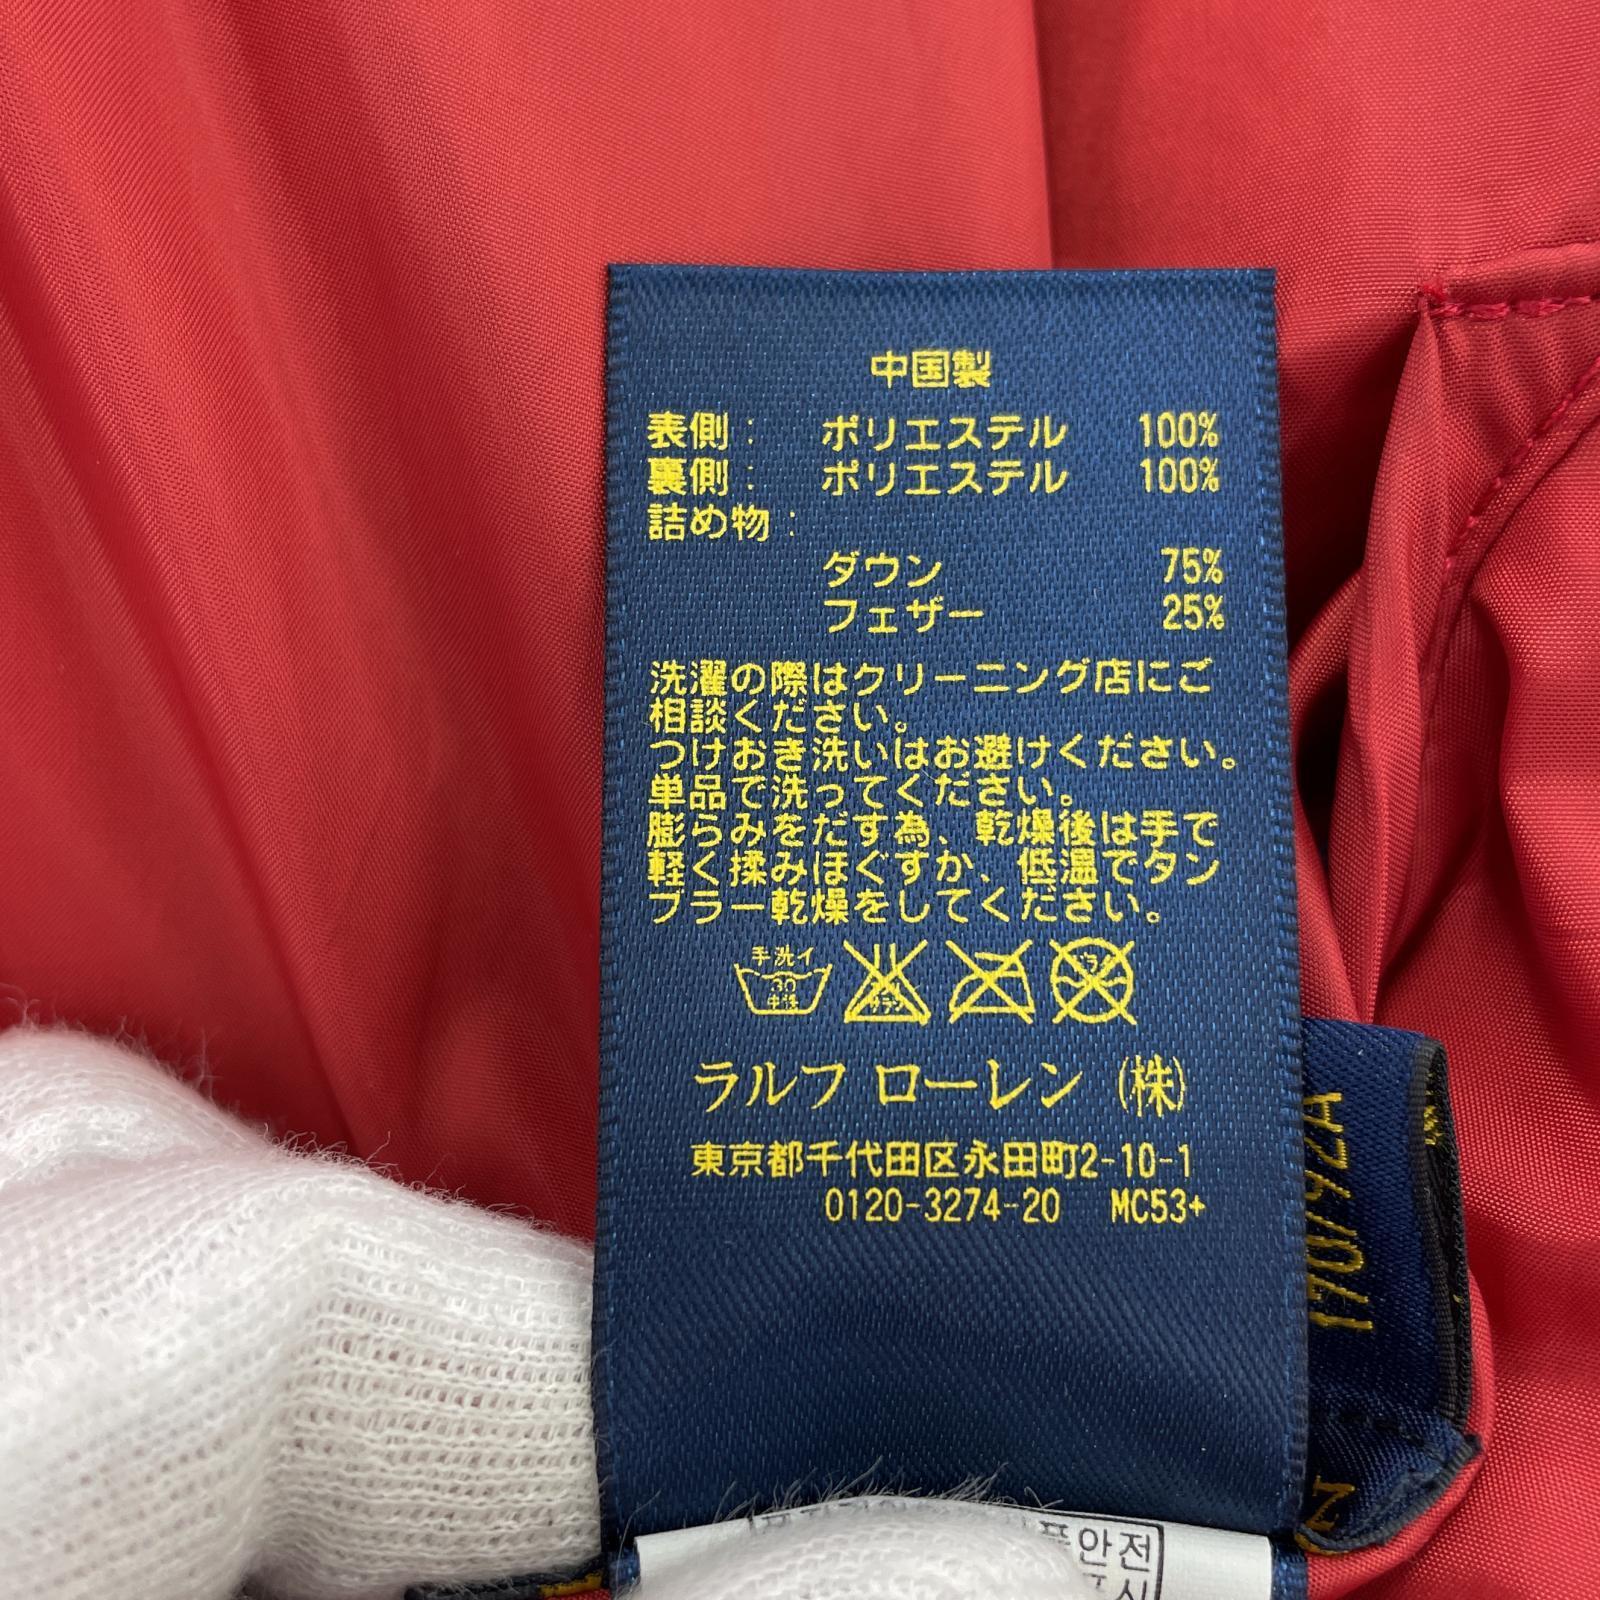 中国製
表側: ポリエステル 100%
裏側: ポリエステル 100%
詰め物:
ダウン 75%
フェザー 25%
洗濯の際はクリーニング店にご
相談ください。
つけおき洗いはお避けください。
単品で洗ってください。
膨らみをだす為、乾燥後は手で
軽く揉みほぐすか、低温でタン
ブラー乾燥をしてください。
手洗イ
30
中性
ラルフ ローレン (株)
東京都千代田区永田町2-10-1
0120-3274-20 MC53+
170/92A
품안전